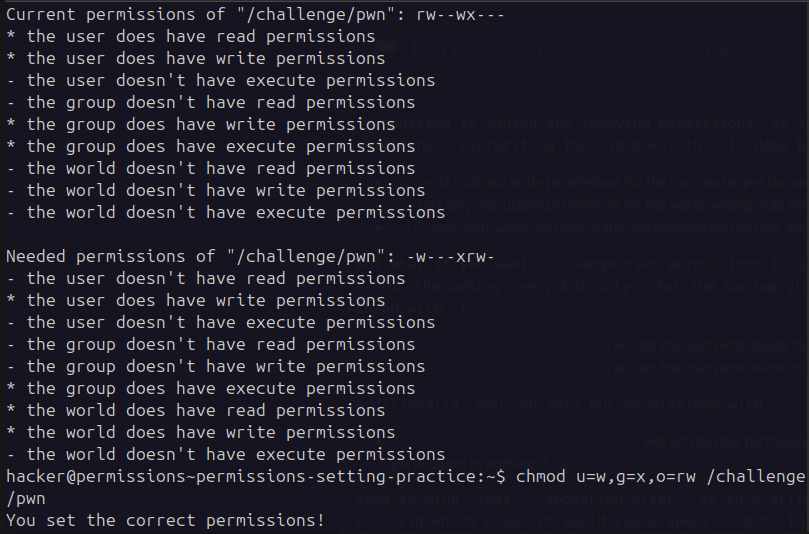 Current permissions of "/challenge/pwn": rw--wx---
* the user does have read permissions
* the user does have write permissions
- the user doesn't have execute permissions
- the group doesn't have read permissions
* the group does have write permissions
* the group does have execute permissions
- the world doesn't have read permissions
- the world doesn't have write permissions
- the world doesn't have execute permissions
Needed permissions of "/challenge/pwn": -w---xrw-
- the user doesn't have read permissions
* the user does have write permissions
- the user doesn't have execute permissions
- the group doesn't have read permissions
- the group doesn't have write permissions
* the group does have execute permissions
* the world does have read permissions
* the world does have write permissions
- the world doesn't have execute permissions
hacker@permissions~permissions-setting-practice:~$ chmod u=w,g=x,o=rw /challenge
/pwn
You set the correct permissions!